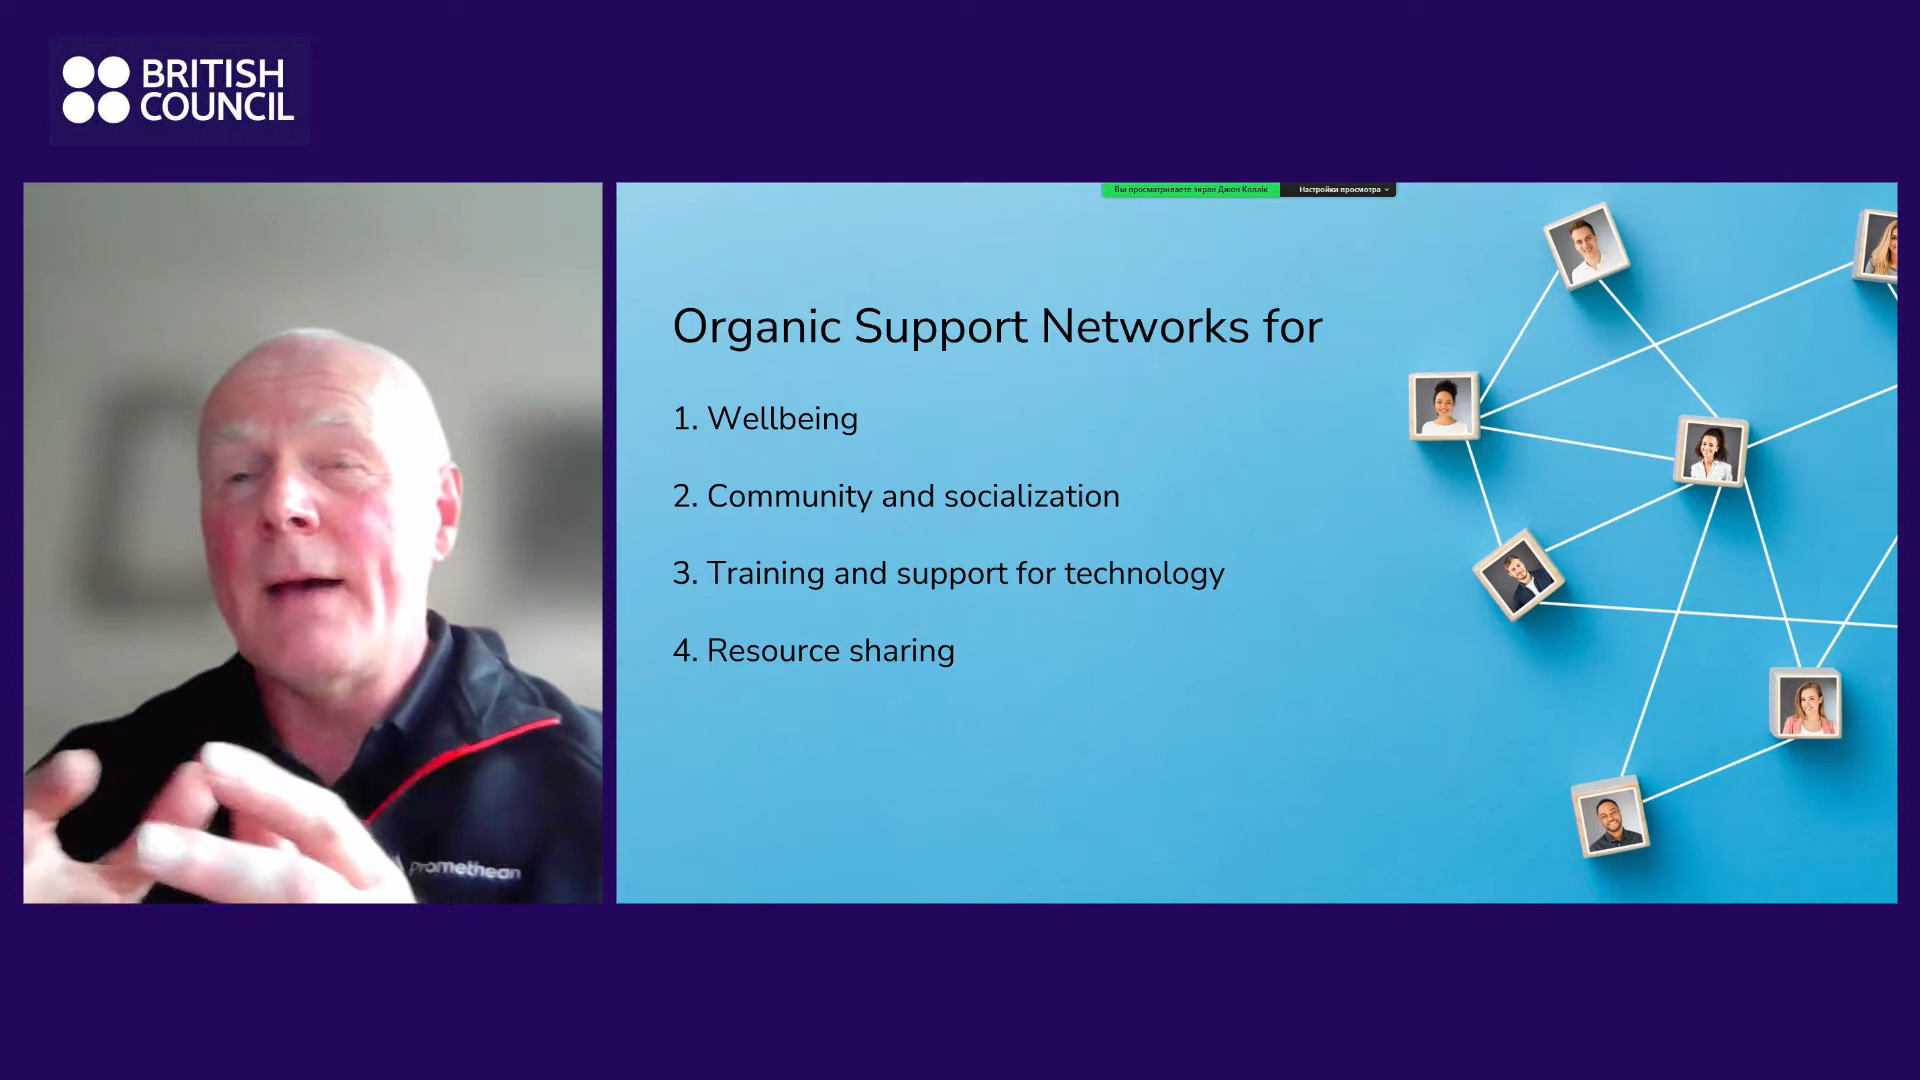 BRITISH
COUNCIL
Вы просматриваете экран Джон Коллік
Настройки просмотра
Organic Support Networks for
1. Wellbeing
2. Community and socialization
3. Training and support for technology
4. Resource sharing
promethean